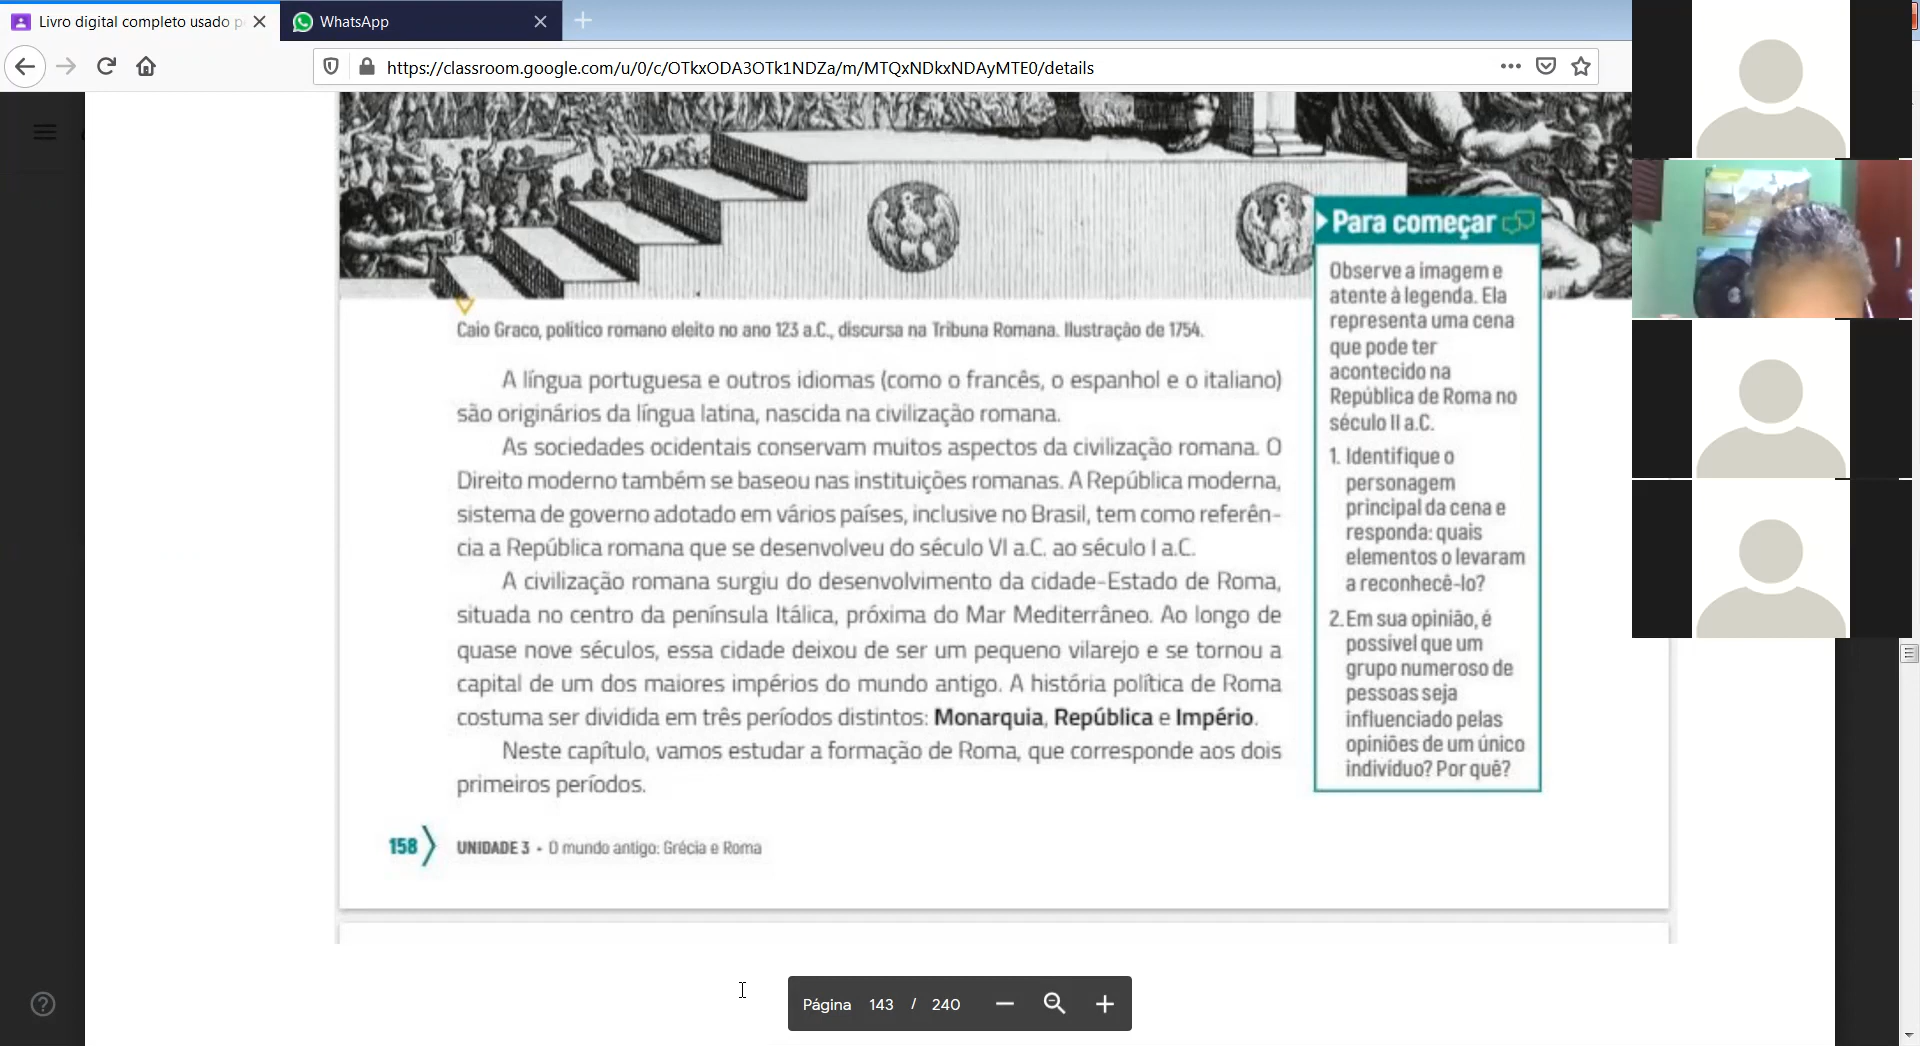 Livro digital completo usado p
WhatsApp
https://classroom.google.com/u/0/c/OTkxODA3OTk1NDZa/m/MTQxNDkxNDAyMTE0/details
Caio Graco, político romano eleito no ano 123 a.C., discursa na Tribuna Romana. Ilustração de 1754.
A língua portuguesa e outros idiomas (como o francês, o espanhol e o italiano)
são originários da língua latina, nascida na civilização romana.
As sociedades ocidentais conservam muitos aspectos da civilização romana. O
Direito moderno também se baseou nas instituições romanas. A República moderna,
sistema de governo adotado em vários países, inclusive no Brasil, tem como referên-
cia a República romana que se desenvolveu do século VI a.C. ao século I a.C.
A civilização romana surgiu do desenvolvimento da cidade-Estado de Roma,
situada no centro da península Itálica, próxima do Mar Mediterrâneo. Ao longo de
quase nove séculos, essa cidade deixou de ser um pequeno vilarejo e se tornou a
capital de um dos maiores impérios do mundo antigo. A história política de Roma
costuma ser dividida em três períodos distintos: Monarquia, República e Império.
Neste capítulo, vamos estudar a formação de Roma, que corresponde aos dois
primeiros períodos.
Para começar
Observe a imagem e
atente à legenda. Ela
representa uma cena
que pode ter
acontecido na
República de Roma no
século II a.C.
1. Identifique o
personagem
principal da cena e
responda: quais
elementos o levaram
a reconhecê-lo?
2. Em sua opinião, é
possível que um
grupo numeroso de
pessoas seja
influenciado pelas
opiniões de um único
indivíduo? Por quê?
158
UNIDADE 3 • O mundo antigo: Grécia e Roma
Página 143 / 240